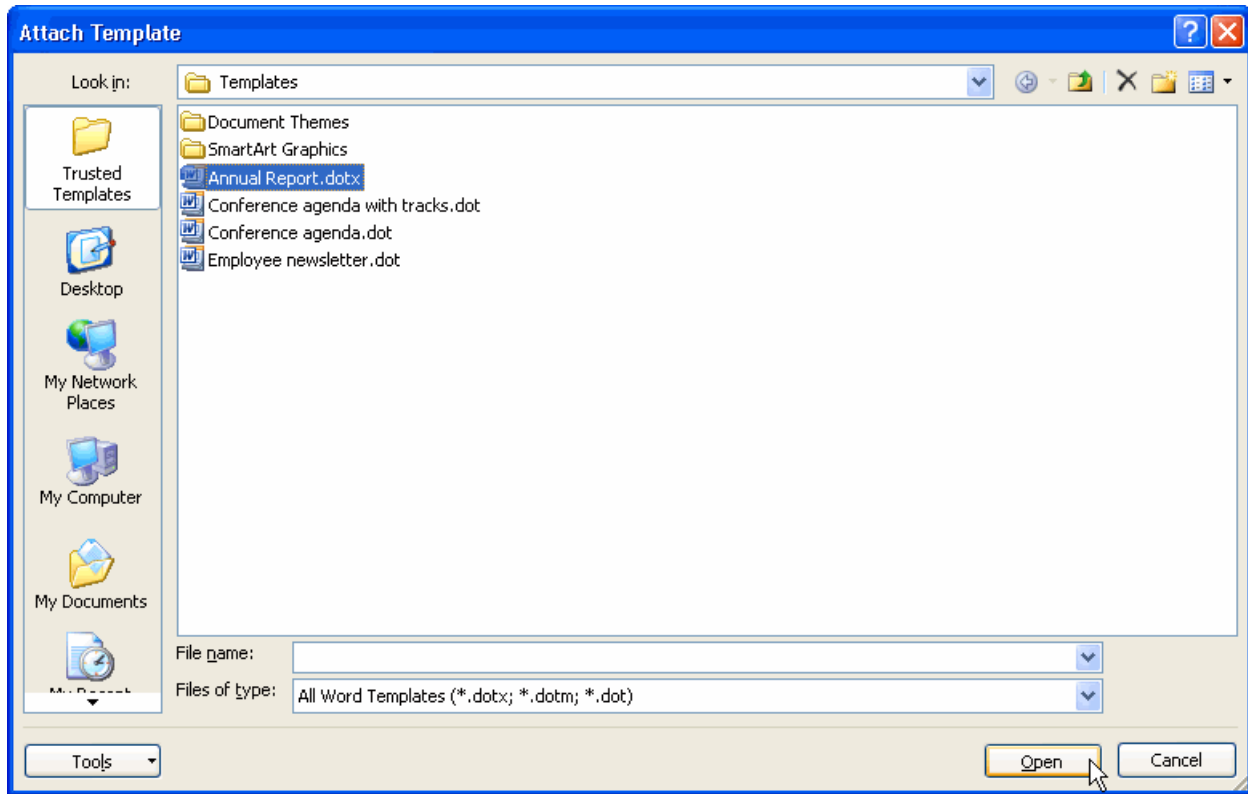 Attach Template
Look in:
Templates
Trusted
Templates
Desktop
My Network
Places
My Computer
My Documents
Document Themes
SmartArt Graphics
Annual Report.dotx
Conference agenda with tracks.dot
Conference agenda.dot
Employee newsletter.dot
File name:
Files of type:
All Word Templates (*.dotx; *.dotm; *.dot)
Tools
Open
Cancel